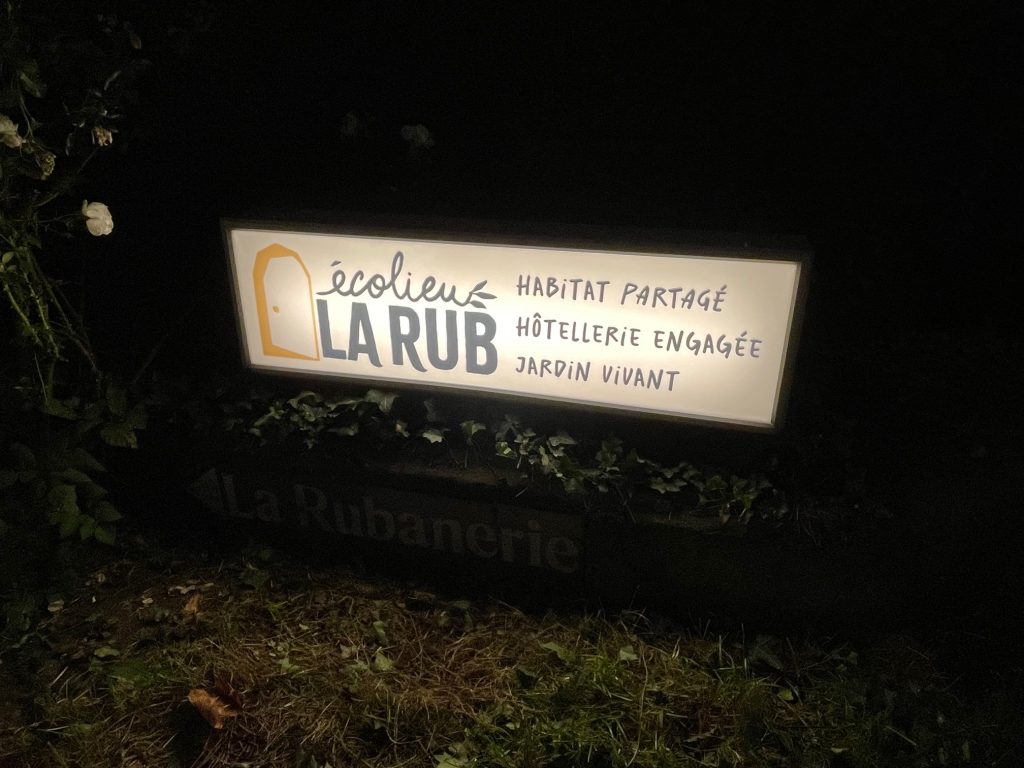 écolieu
LA RUB
HABiTAT PARTAGÉ
HÔTELLERiE ENGAGÉE
JARDiN ViVANT
La Rubanerie